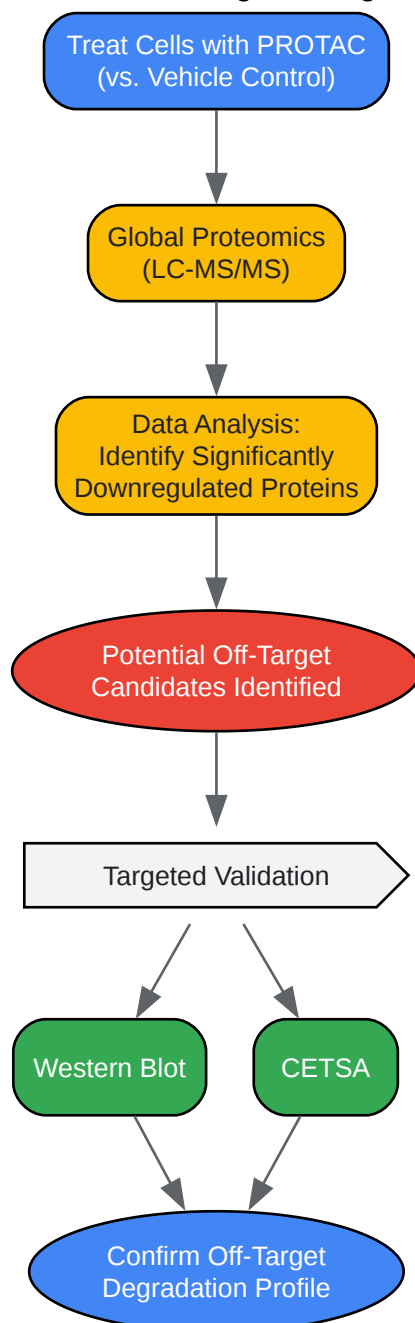 Treat Cells with PROTAC
(vs. Vehicle Control)
Global Proteomics
(LC-MS/MS)
Data Analysis:
Identify Significantly
Downregulated Proteins
Potential Off-Target
Candidates Identified
Targeted Validation
Western Blot CETSA
Confirm Off-Target
Degradation Profile